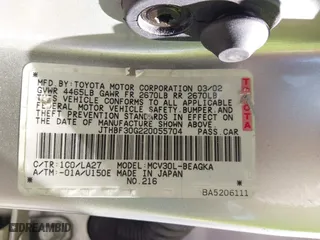 MFD.BY: TOYOTA MOTOR CORPORATION 03/02
GVWR 4465LB GAWR FR 2670LB RR 2670LB
THIS VEHICLE CONFORMS TO ALL APPLICABLE
FEDERAL MOTOR VEHICLE SAFETY, BUMPER AND
THEFT PREVENTION STANDARDS IN EFFECT ON
THE DATE OF MANUFACTURE SHOWN ABOVE.
JTHBF30G220055704 PASS.CAR
C/TR: 1C0/LA27 MODEL: MCV30L-BEAGKA
A/TM: -01A/U150E MADE IN JAPAN
NO.216
BA5206111
TOYOTA